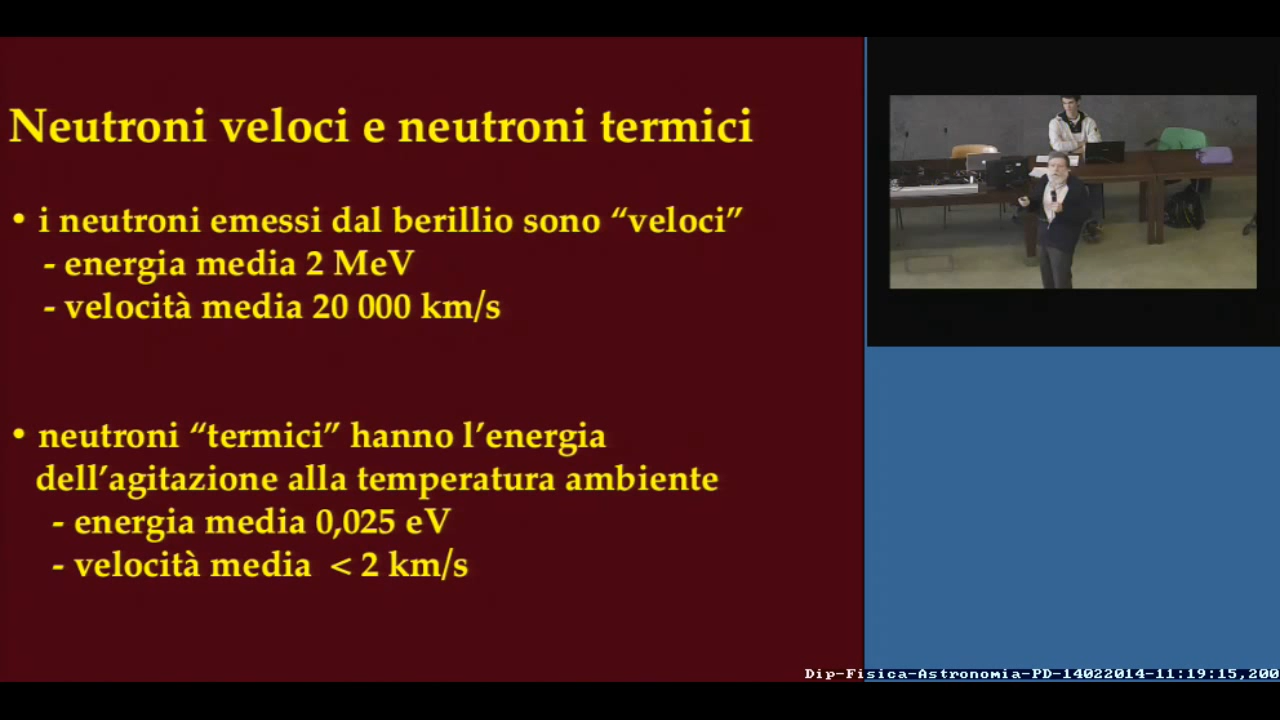 Neutroni veloci e neutroni termici
• i neutroni emessi dal berillio sono “veloci”
- energia media 2 MeV
- velocità media 20 000 km/s
• neutroni “termici” hanno l’energia
dell’agitazione alla temperatura ambiente
- energia media 0,025 eV
- velocità media < 2 km/s
Dip-Fisica-Astronomia-PD-14022014-11:19:15,200